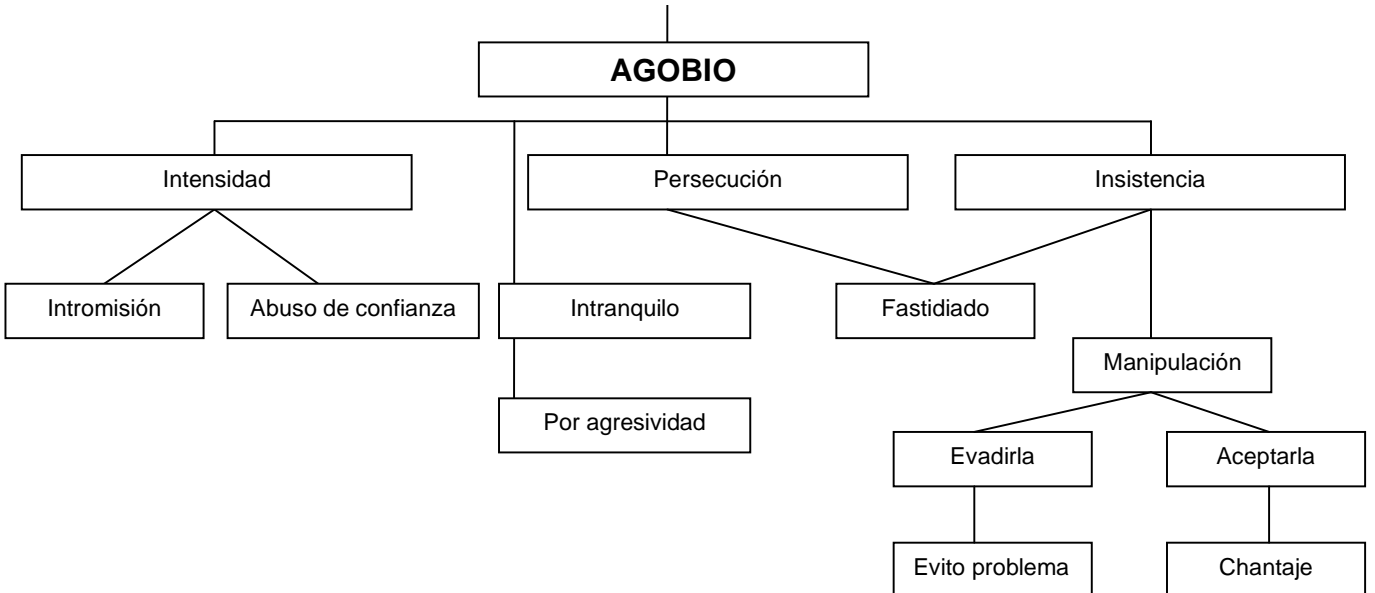 AGOBIO
Intensidad
Persecución
Insistencia
Intromisión
Abuso de confianza
Intranquilo
Fastidiado
Manipulación
Por agresividad
Evadirla
Aceptarla
Evito problema
Chantaje